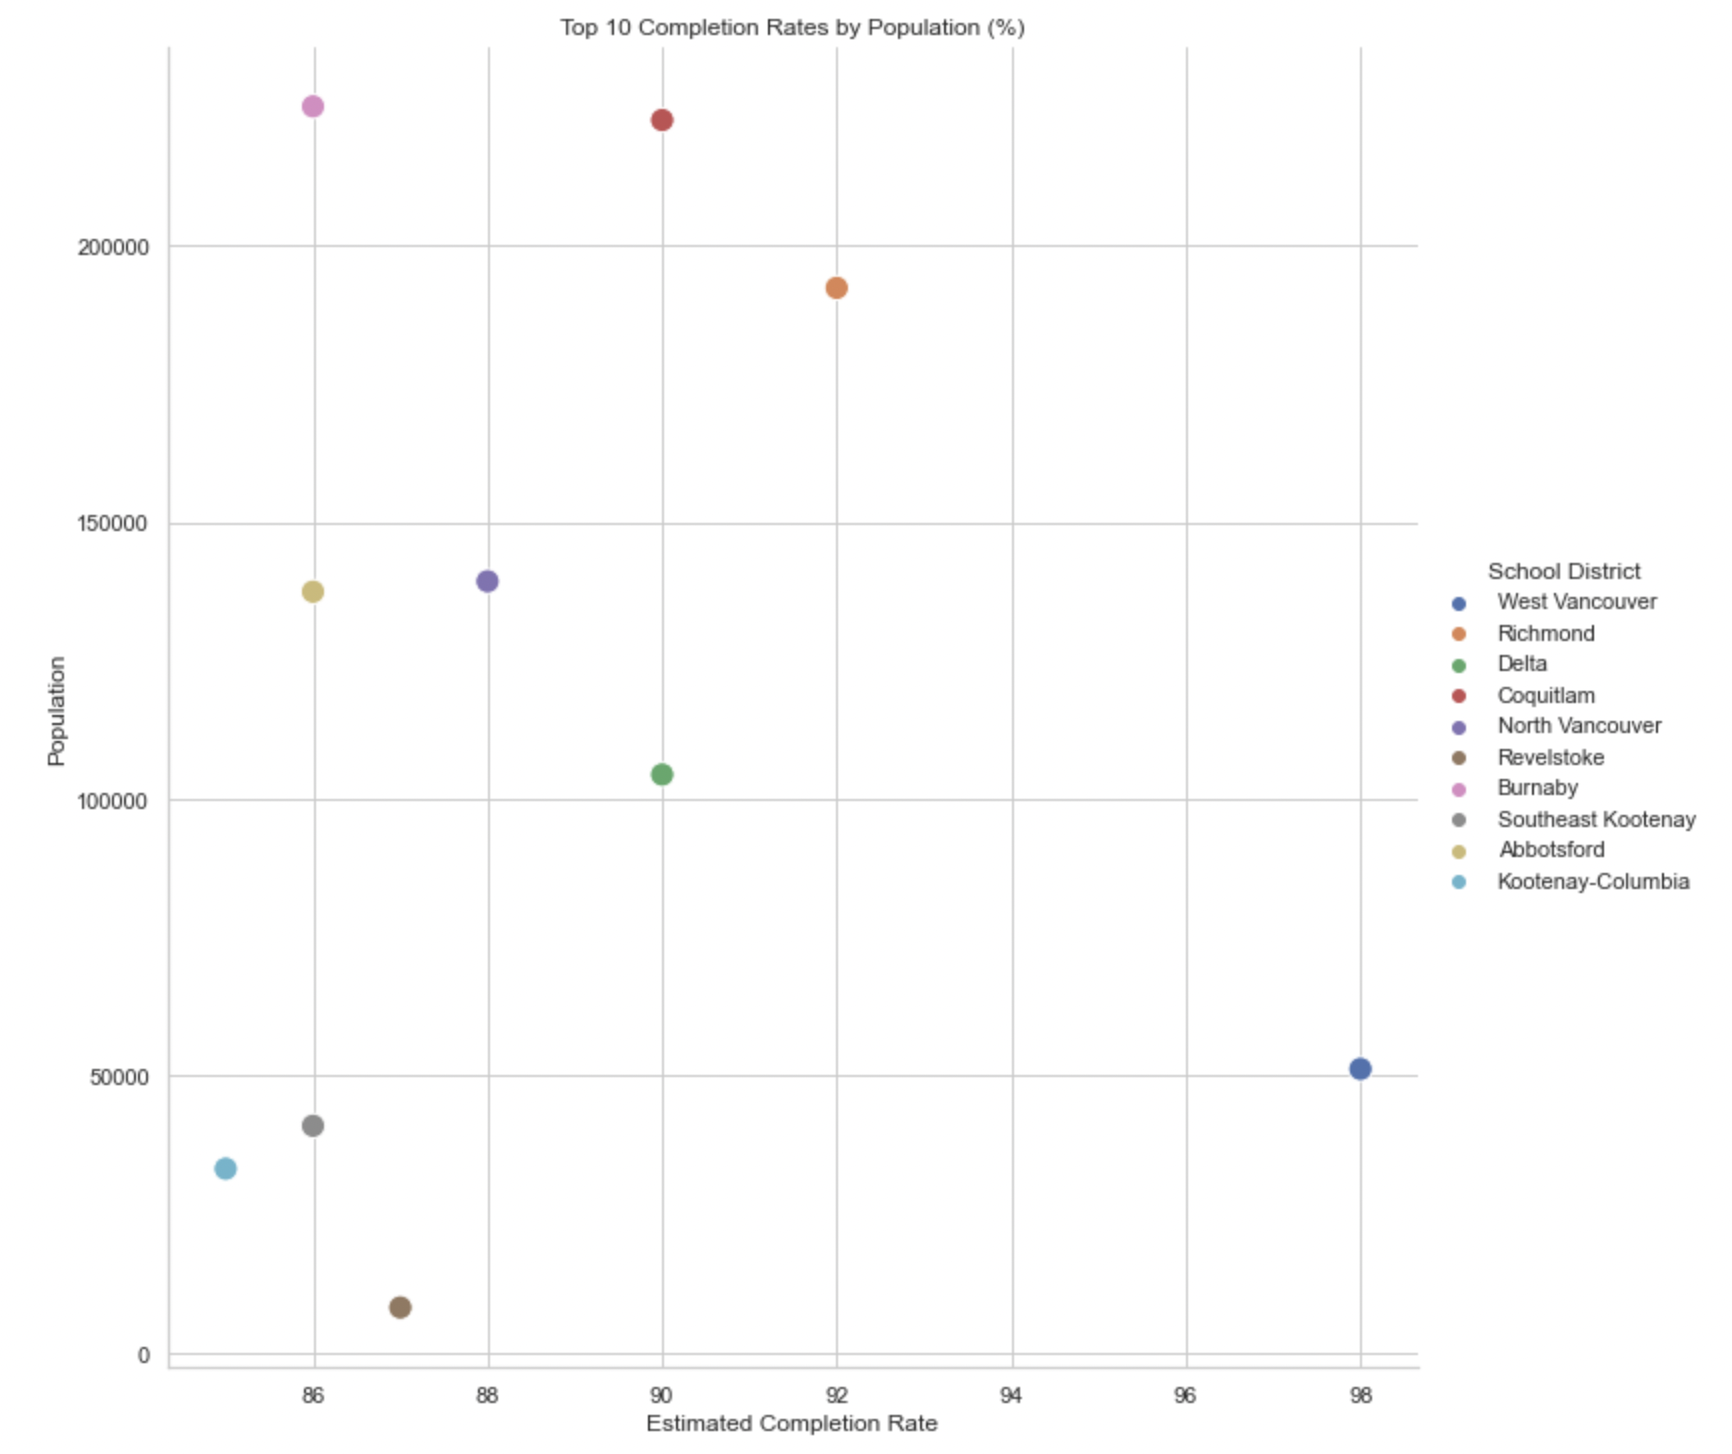 Top 10 Completion Rates by Population (%)
200000
150000
100000
50000
0
Population
86 88 90 92 94 96 98
Estimated Completion Rate
School District
West Vancouver
Richmond
Delta
Coquitlam
North Vancouver
Revelstoke
Burnaby
Southeast Kootenay
Abbotsford
Kootenay-Columbia